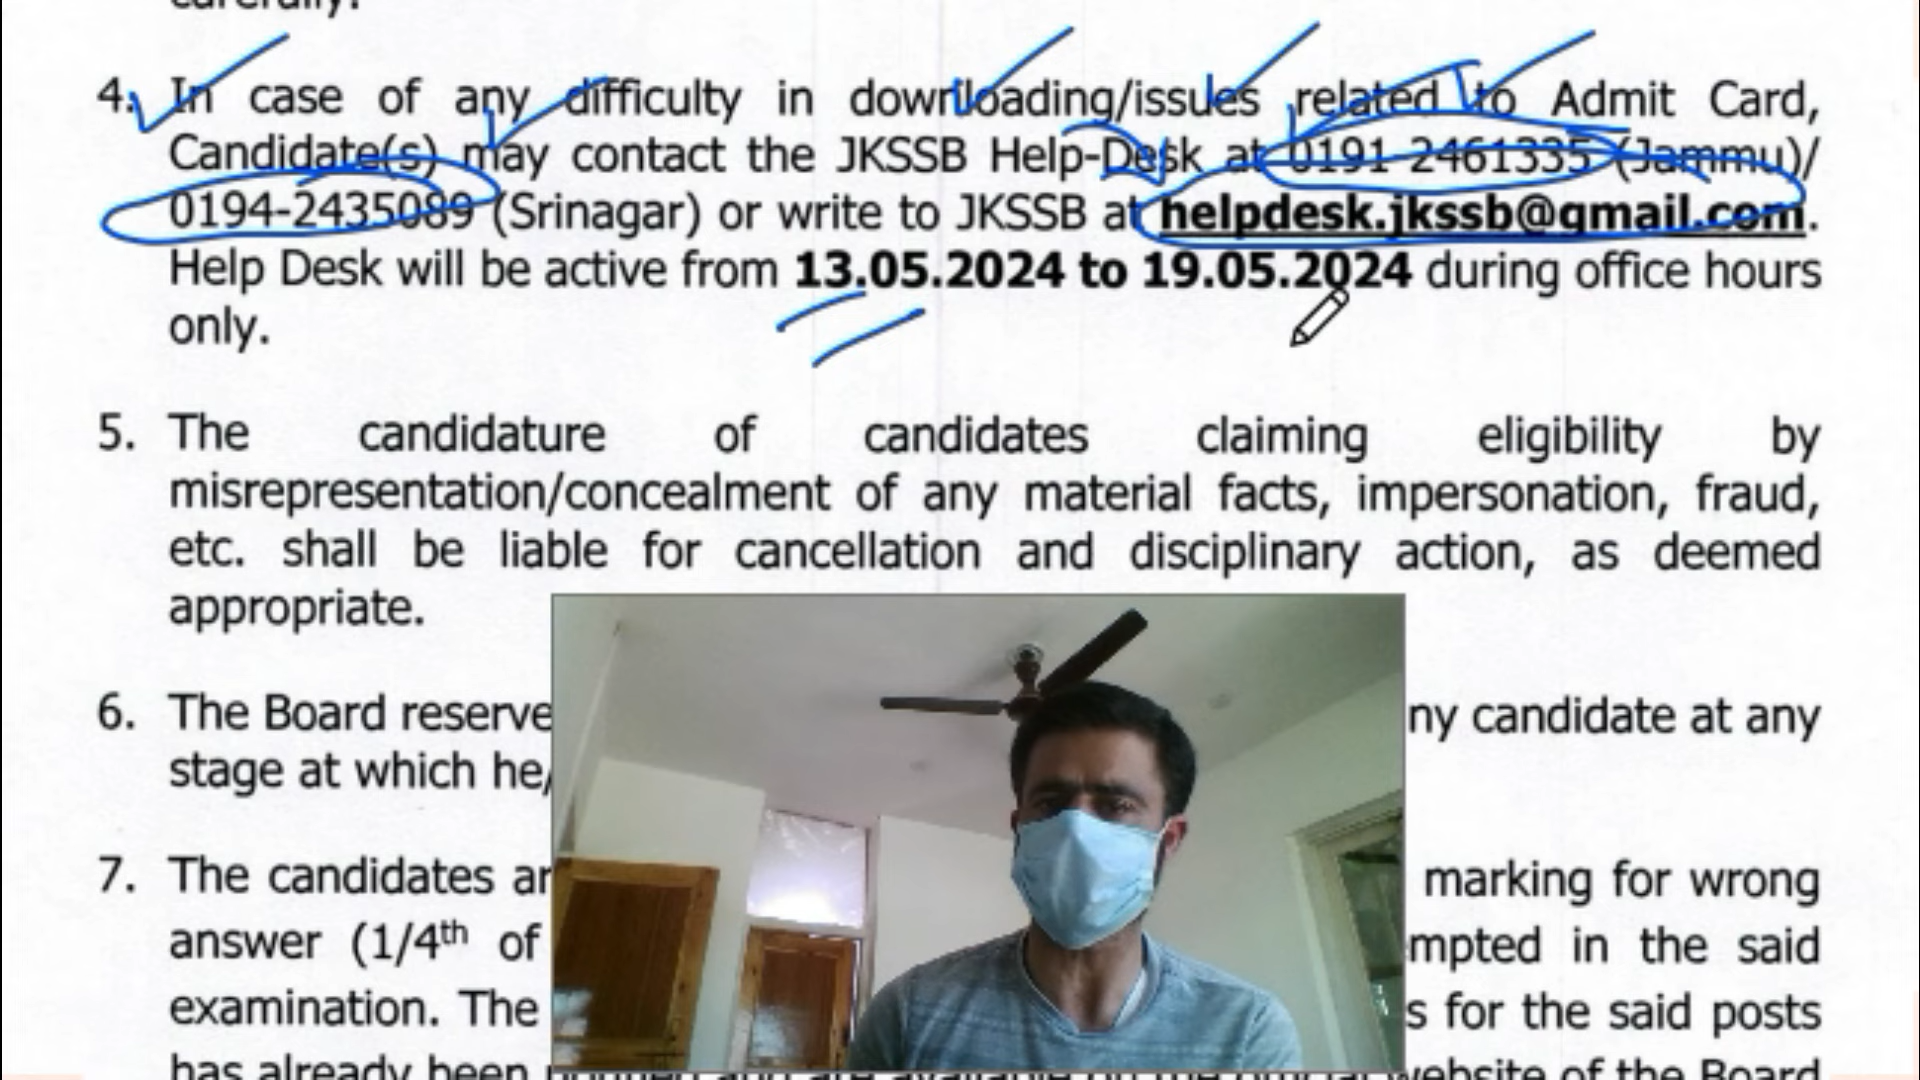 carefully.
4. In case of any difficulty in downloading/issues related to Admit Card,
Candidate(s) may contact the JKSSB Help-Desk at 0191-2461335 (Jammu)/
0194-2435089 (Srinagar) or write to JKSSB at helpdesk.jkssb@gmail.com.
Help Desk will be active from 13.05.2024 to 19.05.2024 during office hours
only.
5. The candidature of candidates claiming eligibility by
misrepresentation/concealment of any material facts, impersonation, fraud,
etc. shall be liable for cancellation and disciplinary action, as deemed
appropriate.
6. The Board reserve ny candidate at any
stage at which he/
7. The candidates ar marking for wrong
answer (1/4th of mpted in the said
examination. The s for the said posts
has already been website of the Board